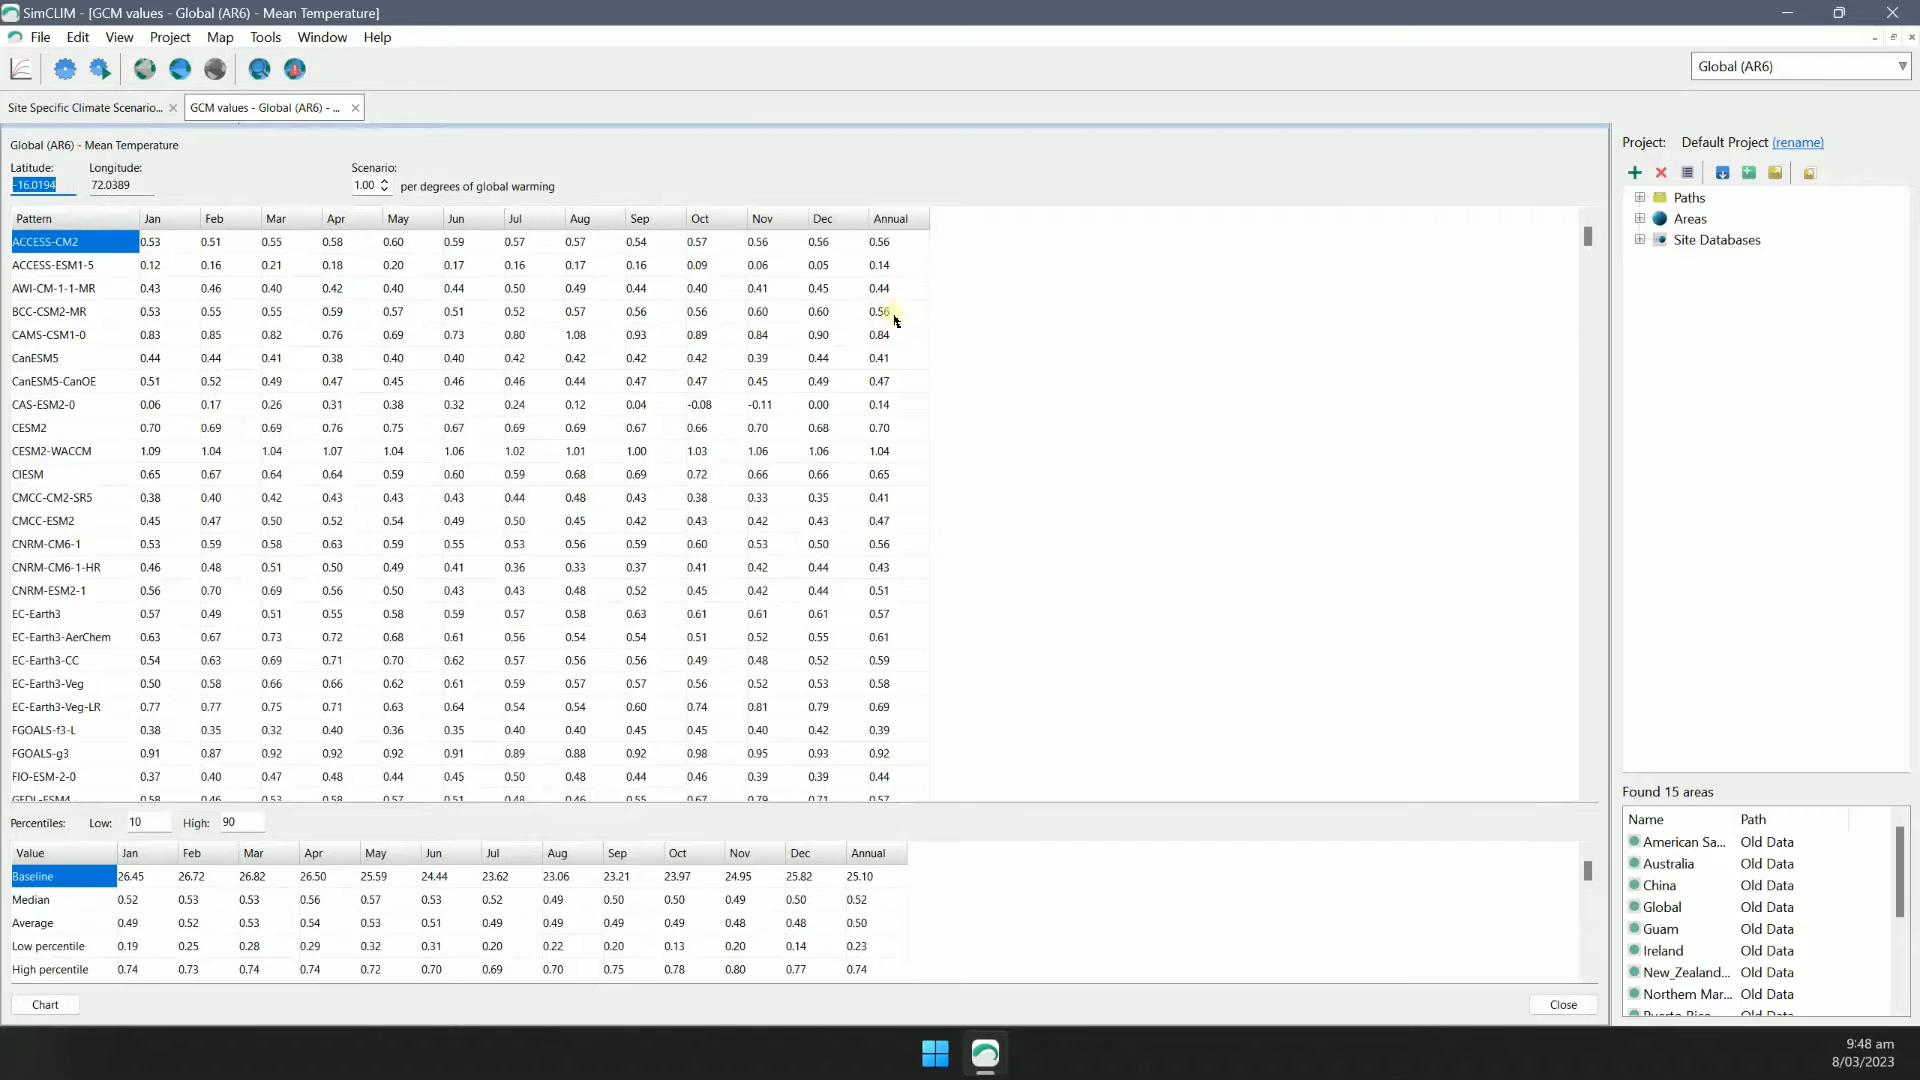 SimCLIM - [GCM values - Global (AR6) - Mean Temperature]
File Edit View Project Map Tools Window Help
Global (AR6)
Site Specific Climate Scenario... GCM values - Global (AR6) - ...
Global (AR6) - Mean Temperature
Latitude: Longitude: Scenario:
-16.0194 72.0389 1.00 per degrees of global warming
Pattern Jan Feb Mar Apr May Jun Jul Aug Sep Oct Nov Dec Annual
ACCESS-CM2 0.53 0.51 0.55 0.58 0.60 0.59 0.57 0.57 0.54 0.57 0.56 0.56 0.56
ACCESS-ESM1-5 0.12 0.16 0.21 0.18 0.20 0.17 0.16 0.17 0.16 0.09 0.06 0.05 0.14
AWI-CM-1-1-MR 0.43 0.46 0.40 0.42 0.40 0.44 0.50 0.49 0.44 0.40 0.41 0.45 0.44
BCC-CSM2-MR 0.53 0.55 0.55 0.59 0.57 0.51 0.52 0.57 0.56 0.56 0.60 0.60 0.56
CAMS-CSM1-0 0.83 0.85 0.82 0.76 0.69 0.73 0.80 1.08 0.93 0.89 0.84 0.90 0.84
CanESM5 0.44 0.44 0.41 0.38 0.40 0.40 0.42 0.42 0.42 0.42 0.39 0.44 0.41
CanESM5-CanOE 0.51 0.52 0.49 0.47 0.45 0.46 0.46 0.44 0.47 0.47 0.45 0.49 0.47
CAS-ESM2-0 0.06 0.17 0.26 0.31 0.38 0.32 0.24 0.12 0.04 -0.08 -0.11 0.00 0.14
CESM2 0.70 0.69 0.69 0.76 0.75 0.67 0.69 0.69 0.67 0.66 0.70 0.68 0.70
CESM2-WACCM 1.09 1.04 1.04 1.07 1.04 1.06 1.02 1.01 1.00 1.03 1.06 1.06 1.04
CIESM 0.65 0.67 0.64 0.64 0.59 0.60 0.59 0.68 0.69 0.72 0.66 0.66 0.65
CMCC-CM2-SR5 0.38 0.40 0.42 0.43 0.43 0.43 0.44 0.48 0.43 0.38 0.33 0.35 0.41
CMCC-ESM2 0.45 0.47 0.50 0.52 0.54 0.49 0.50 0.45 0.42 0.43 0.42 0.43 0.47
CNRM-CM6-1 0.53 0.59 0.58 0.63 0.59 0.55 0.53 0.56 0.59 0.60 0.53 0.50 0.56
CNRM-CM6-1-HR 0.46 0.48 0.51 0.50 0.49 0.41 0.36 0.33 0.37 0.41 0.42 0.44 0.43
CNRM-ESM2-1 0.56 0.70 0.69 0.56 0.50 0.43 0.43 0.48 0.52 0.45 0.42 0.44 0.51
EC-Earth3 0.57 0.49 0.51 0.55 0.58 0.59 0.57 0.58 0.63 0.61 0.61 0.61 0.57
EC-Earth3-AerChem 0.63 0.67 0.73 0.72 0.68 0.61 0.56 0.54 0.54 0.51 0.52 0.55 0.61
EC-Earth3-CC 0.54 0.63 0.69 0.71 0.70 0.62 0.57 0.56 0.56 0.49 0.48 0.52 0.59
EC-Earth3-Veg 0.50 0.58 0.66 0.66 0.62 0.61 0.59 0.57 0.57 0.56 0.52 0.53 0.58
EC-Earth3-Veg-LR 0.77 0.77 0.75 0.71 0.63 0.64 0.54 0.54 0.60 0.74 0.81 0.79 0.69
FGOALS-f3-L 0.38 0.35 0.32 0.40 0.36 0.35 0.40 0.40 0.45 0.45 0.40 0.42 0.39
FGOALS-g3 0.91 0.87 0.92 0.92 0.92 0.91 0.89 0.88 0.92 0.98 0.95 0.93 0.92
FIO-ESM-2-0 0.37 0.40 0.47 0.48 0.44 0.45 0.50 0.48 0.44 0.46 0.39 0.39 0.44
GFDL-ESM4 0.58 0.46 0.53 0.58 0.57 0.51 0.48 0.46 0.55 0.67 0.79 0.71 0.57
Percentiles: Low: 10 High: 90
Value Jan Feb Mar Apr May Jun Jul Aug Sep Oct Nov Dec Annual
Baseline 26.45 26.72 26.82 26.50 25.59 24.44 23.62 23.06 23.21 23.97 24.95 25.82 25.10
Median 0.52 0.53 0.53 0.56 0.57 0.53 0.52 0.49 0.50 0.50 0.49 0.50 0.52
Average 0.49 0.52 0.53 0.54 0.53 0.51 0.49 0.49 0.49 0.49 0.48 0.48 0.50
Low percentile 0.19 0.25 0.28 0.29 0.32 0.31 0.20 0.22 0.20 0.13 0.20 0.14 0.23
High percentile 0.74 0.73 0.74 0.74 0.72 0.70 0.69 0.70 0.75 0.78 0.80 0.77 0.74
Chart Close
Project: Default Project (rename)
Paths
Areas
Site Databases
Found 15 areas
Name Path
American Sa... Old Data
Australia Old Data
China Old Data
Global Old Data
Guam Old Data
Ireland Old Data
New_Zealand... Old Data
Northern Mar... Old Data
Puerto Rico Old Data
9:48 am
8/03/2023